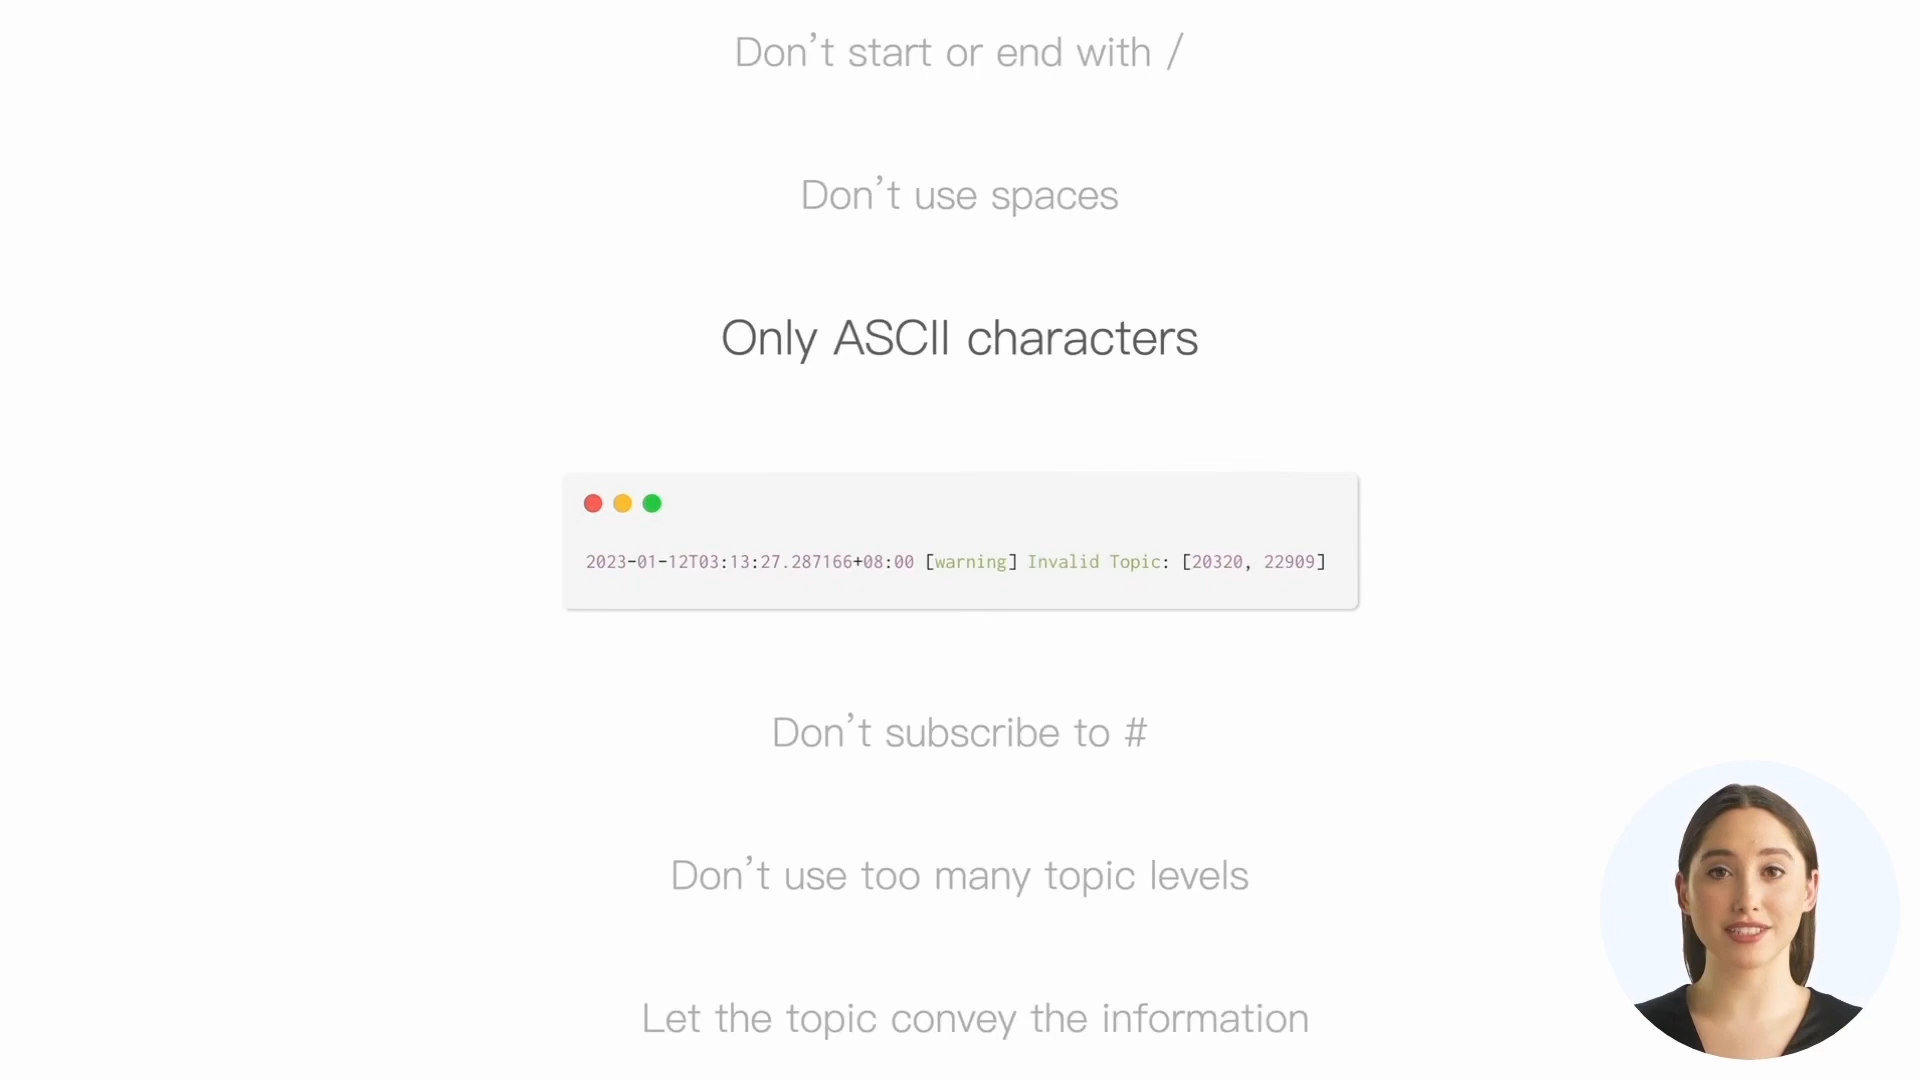 Don’t start or end with /
Don’t use spaces
Only ASCII characters
2023-01-12T03:13:27.287166+08:00 [warning] Invalid Topic: [20320, 22909]
Don’t subscribe to #
Don’t use too many topic levels
Let the topic convey the information